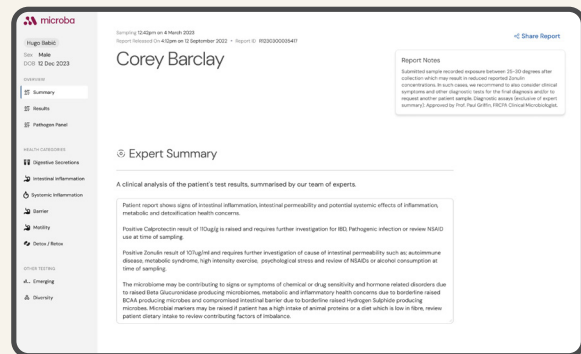 microba
Hugo Babić
Sex Male
DOB 12 Dec 2023
OVERVIEW
Summary
Results
Pathogen Panel
HEALTH CATEGORIES
Digestive Secretions
Intestinal Inflammation
Systemic Inflammation
Barrier
Motility
Detox / Retox
OTHER TESTING
Emerging
Diversity
Sampling 12:42pm on 4 March 2023
Report Released On 4:12pm on 12 September 2022 • Report ID R1230300035417
Share Report
Corey Barclay
Report Notes
Submitted sample recorded exposure between 25-30 degrees after
collection which may result in reduced reported Zonulin
concentrations. In such cases, we recommend to also consider clinical
symptoms and other diagnostic tests for the final diagnosis and/or to
request another patient sample. Diagnostic assays (exclusive of expert
summary): Approved by Prof. Paul Griffin, FRCPA Clinical Microbiologist.
Expert Summary
A clinical analysis of the patient's test results, summarised by our team of experts.
Patient report shows signs of intestinal inflammation, intestinal permeability and potential systemic effects of inflammation,
metabolic and detoxification health concerns.
Positive Calprotectin result of 110ug/g is raised and requires further investigation for IBD, Pathogenic infection or review NSAID
use at time of sampling.
Positive Zonulin result of 107ug/ml and requires further investigation of cause of intestinal permeability such as; autoimmune
disease, metabolic syndrome, high intensity exercise, psychological stress and review of NSAIDs or alcohol consumption at
time of sampling.
The microbiome may be contributing to signs or symptoms of chemical or drug sensitivity and hormone related disorders due
to raised Beta Glucuronidase producing microbiomes, metabolic and inflammatory health concerns due to borderline raised
BCAA producing microbes and compromised intestinal barrier due to borderline raised Hydrogen Sulphide producing
microbes. Microbial markers may be raised if patient has a high intake of animal proteins or a diet which is low in fibre, review
patient dietary intake to review contributing factors of imbalance.